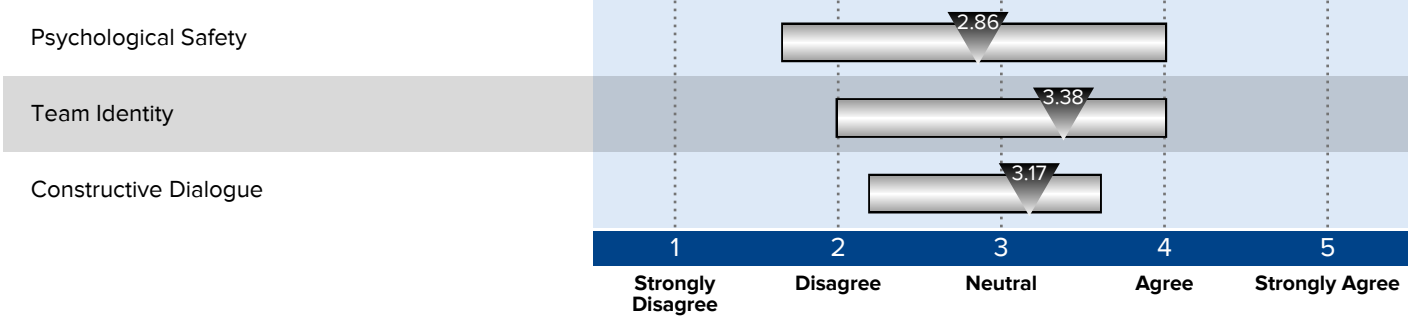 Psychological Safety
2.86
Team Identity
3.38
Constructive Dialogue
3.17
1 2 3 4 5
Strongly Disagree Disagree Neutral Agree Strongly Agree